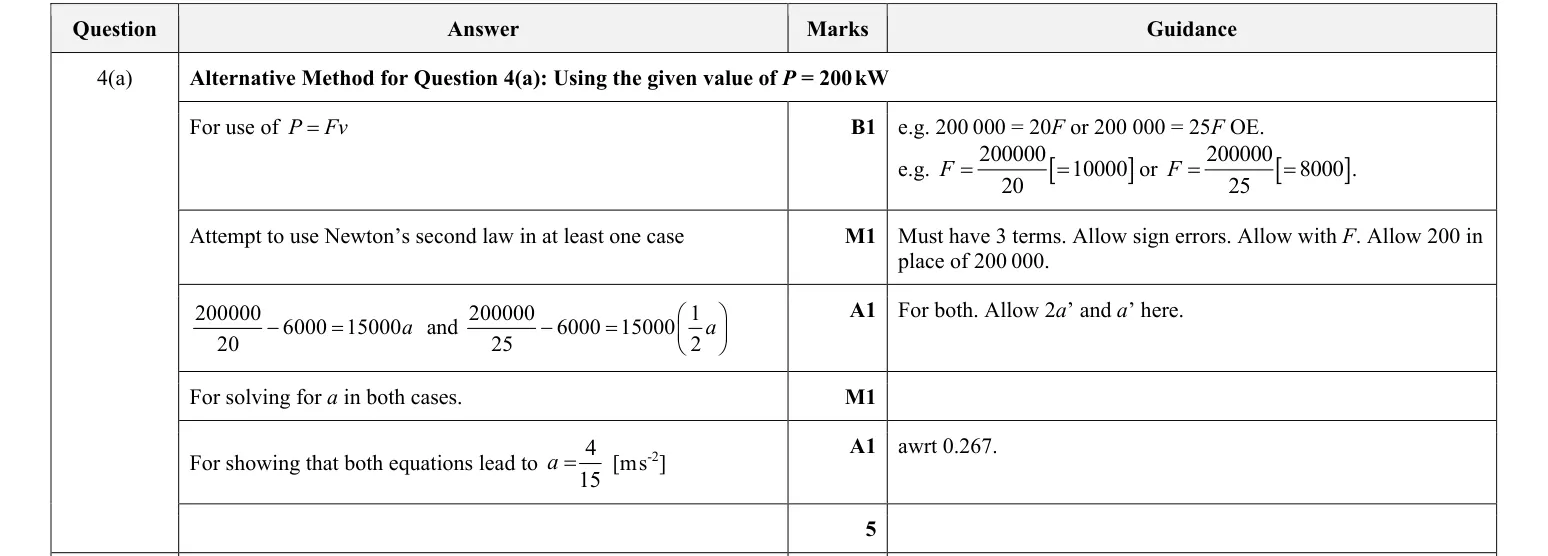 Question Answer Marks Guidance
4(a) Alternative Method for Question 4(a): Using the given value of P = 200 kW
For use of P = Fv B1 e.g. 200 000 = 20F or 200 000 = 25F OE.
e.g. F = 200000/20 [= 10000] or F = 200000/25 [= 8000].
Attempt to use Newton’s second law in at least one case M1 Must have 3 terms. Allow sign errors. Allow with F. Allow 200 in
place of 200 000.
200000/20 − 6000 = 15000a and 200000/25 − 6000 = 15000(1/2 a) A1 For both. Allow 2a’ and a’ here.
For solving for a in both cases. M1
For showing that both equations lead to a = 4/15 [m s⁻²] A1 awrt 0.267.
5